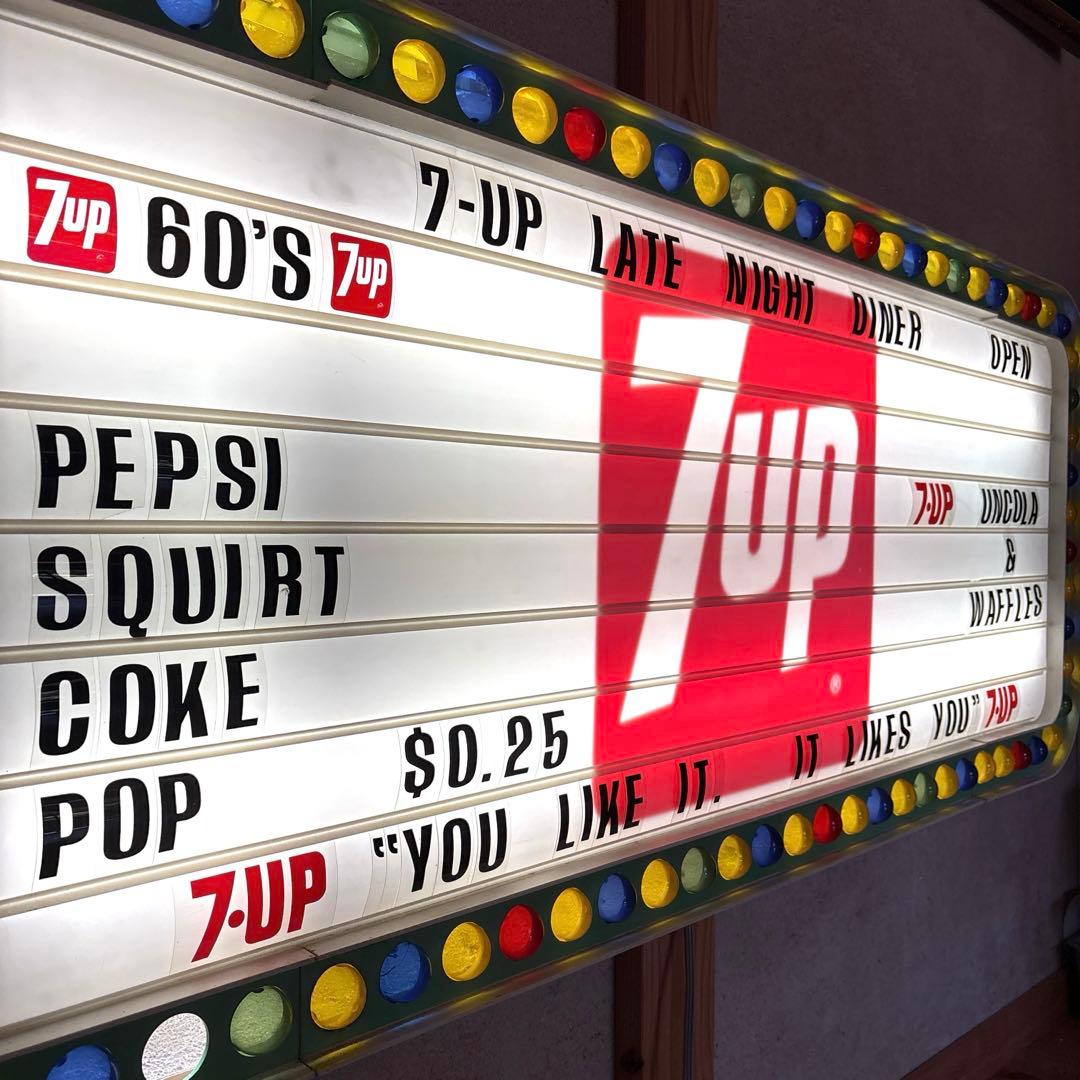 7-UP LATE NIGHT DINER OPEN
7up 60'S 7up
7UP ®
PEPSI
7·UP UNCOLA
SQUIRT
&
COKE
WAFFLES
POP $0.25
7·UP "YOU LIKE IT. IT LIKES YOU" 7·UP